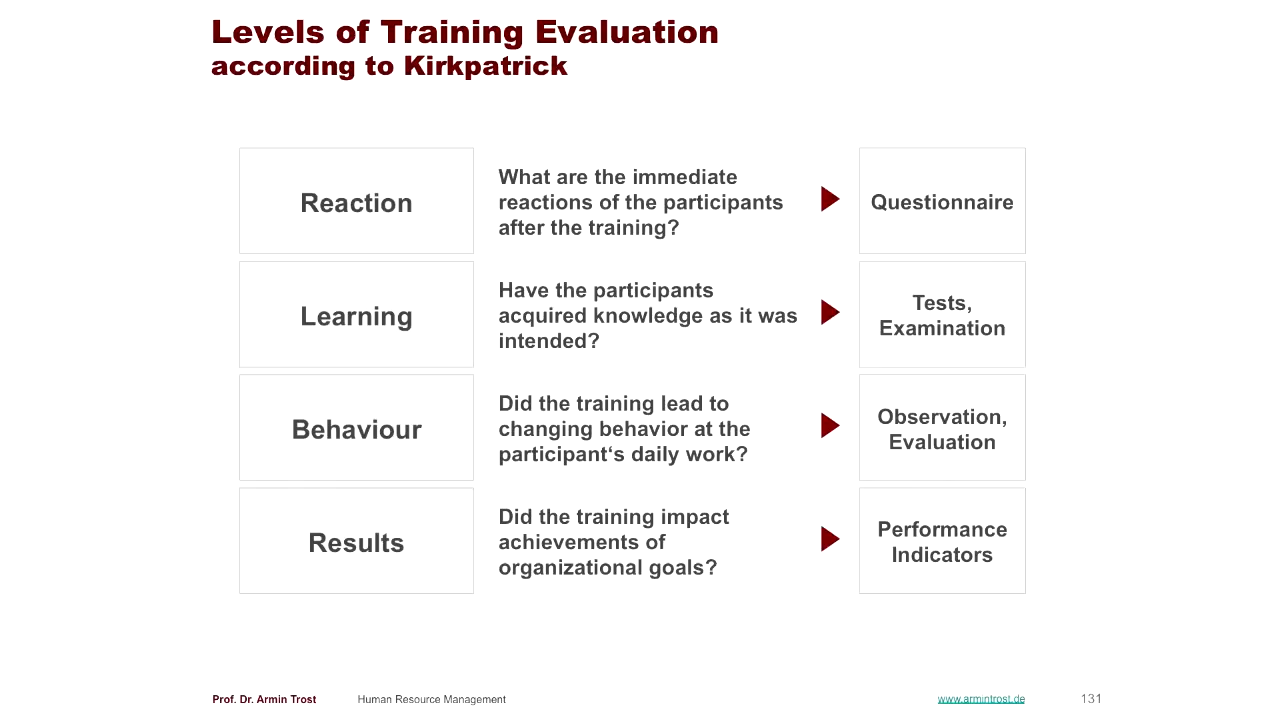 Levels of Training Evaluation
according to Kirkpatrick
Reaction
What are the immediate
reactions of the participants
after the training?
Questionnaire
Learning
Have the participants
acquired knowledge as it was
intended?
Tests,
Examination
Behaviour
Did the training lead to
changing behavior at the
participant‘s daily work?
Observation,
Evaluation
Results
Did the training impact
achievements of
organizational goals?
Performance
Indicators
Prof. Dr. Armin Trost
Human Resource Management
www.armintrost.de
131